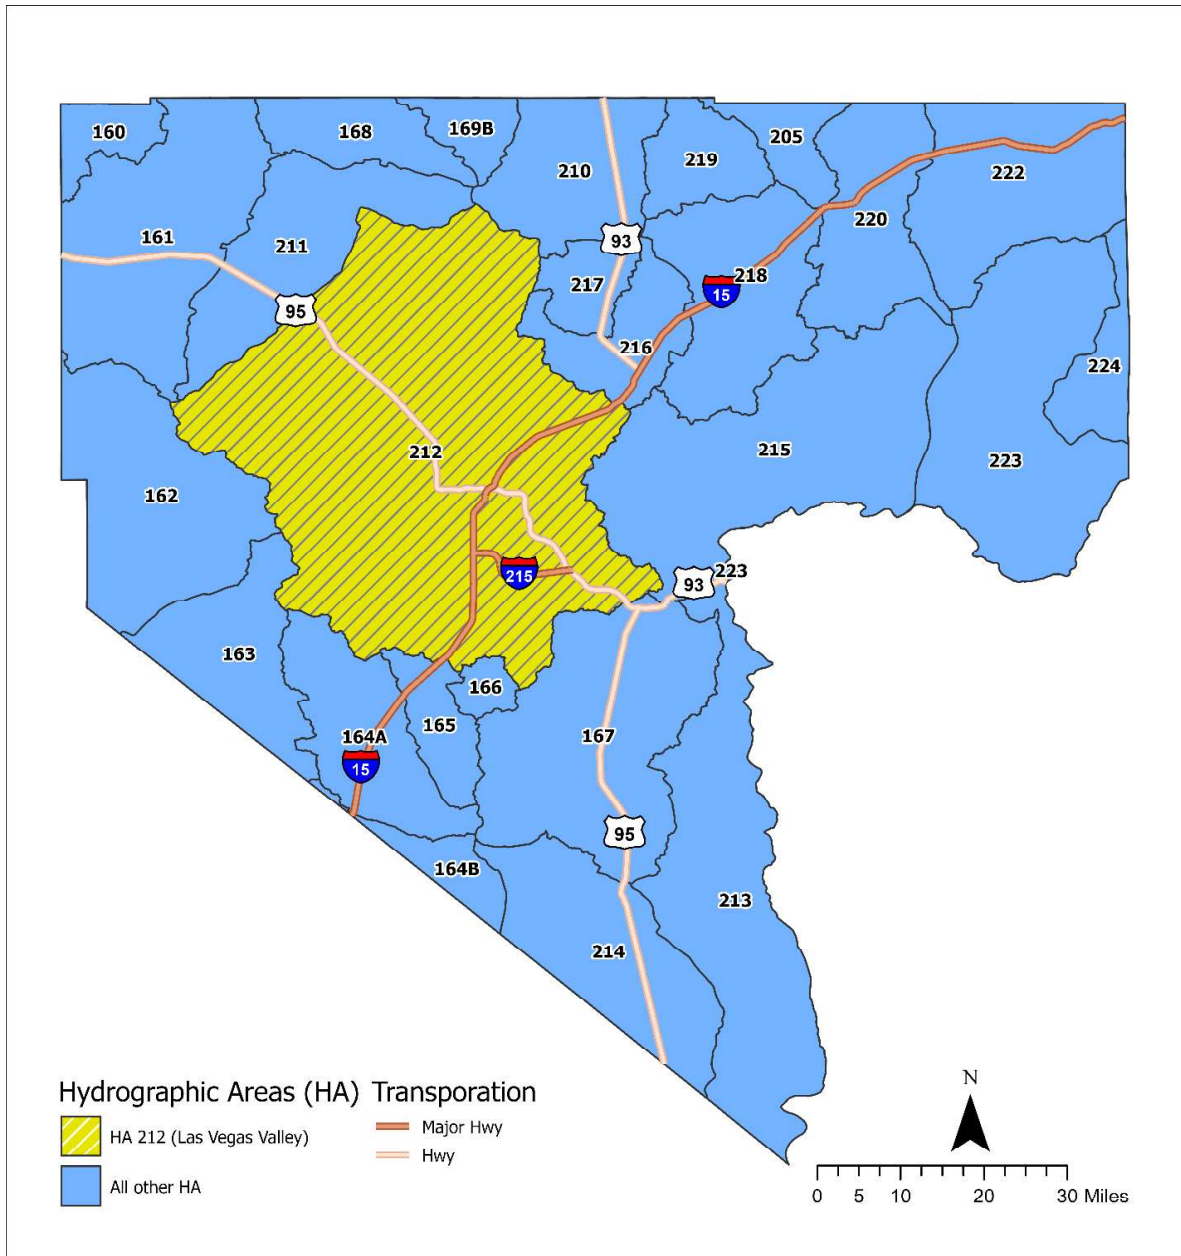 160
168
169B
210
219
205
222
161
211
93
220
217
15
218
95
216
224
212
215
223
162
215
93
223
163
166
165
164A
15
167
95
164B
213
214
Hydrographic Areas (HA)
HA 212 (Las Vegas Valley)
All other HA
Transporation
Major Hwy
Hwy
N
0 5 10 20 30 Miles